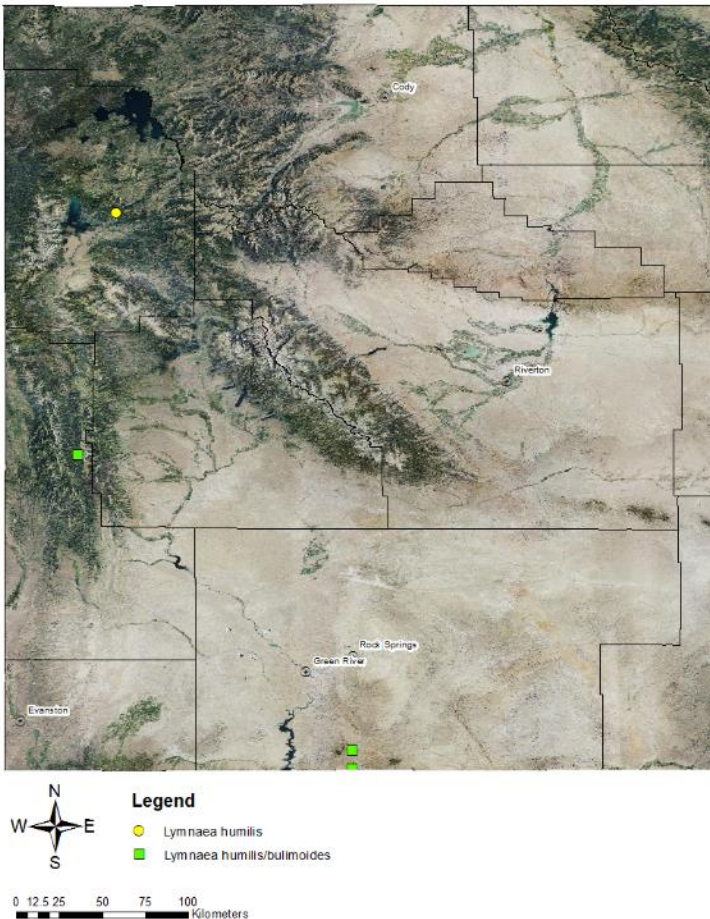 Cody
Riverton
Rock Springs
Green River
Evanston
N
W E
S
Legend
Lymnaea humilis
Lymnaea humilis/bulimoides
0 12.5 25 50 75 100
Kilometers